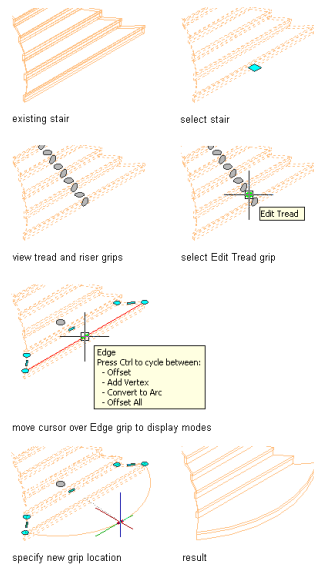 existing stair
select stair
Edit Tread
view tread and riser grips
select Edit Tread grip
Edge
Press Ctrl to cycle between:
- Offset
- Add Vertex
- Convert to Arc
- Offset All
move cursor over Edge grip to display modes
specify new grip location
result